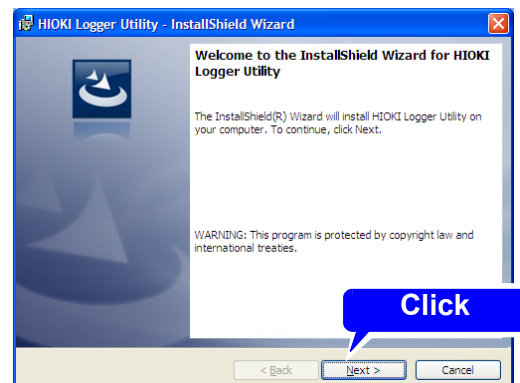 HIOKI Logger Utility - InstallShield Wizard
Welcome to the InstallShield Wizard for HIOKI
Logger Utility
The InstallShield(R) Wizard will install HIOKI Logger Utility on
your computer. To continue, click Next.
WARNING: This program is protected by copyright law and
international treaties.
Click
< Back
Next >
Cancel